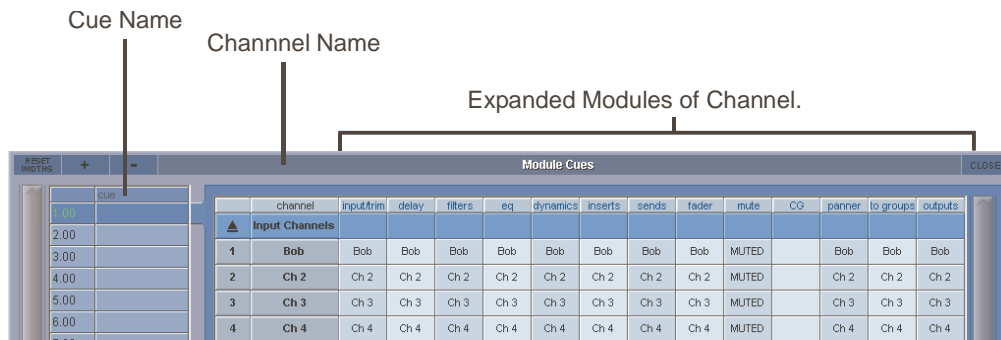 Cue Name
Channnel Name
Expanded Modules of Channel.
RESET WIDTHS + - Module Cues CLOSE
cue
1.00
2.00
3.00
4.00
5.00
6.00
channel input/trim delay filters eq dynamics inserts sends fader mute CG panner to groups outputs
Input Channels
1 Bob Bob Bob Bob Bob Bob Bob Bob Bob MUTED Bob Bob Bob
2 Ch 2 Ch 2 Ch 2 Ch 2 Ch 2 Ch 2 Ch 2 Ch 2 Ch 2 MUTED Ch 2 Ch 2 Ch 2
3 Ch 3 Ch 3 Ch 3 Ch 3 Ch 3 Ch 3 Ch 3 Ch 3 Ch 3 MUTED Ch 3 Ch 3 Ch 3
4 Ch 4 Ch 4 Ch 4 Ch 4 Ch 4 Ch 4 Ch 4 Ch 4 Ch 4 MUTED Ch 4 Ch 4 Ch 4